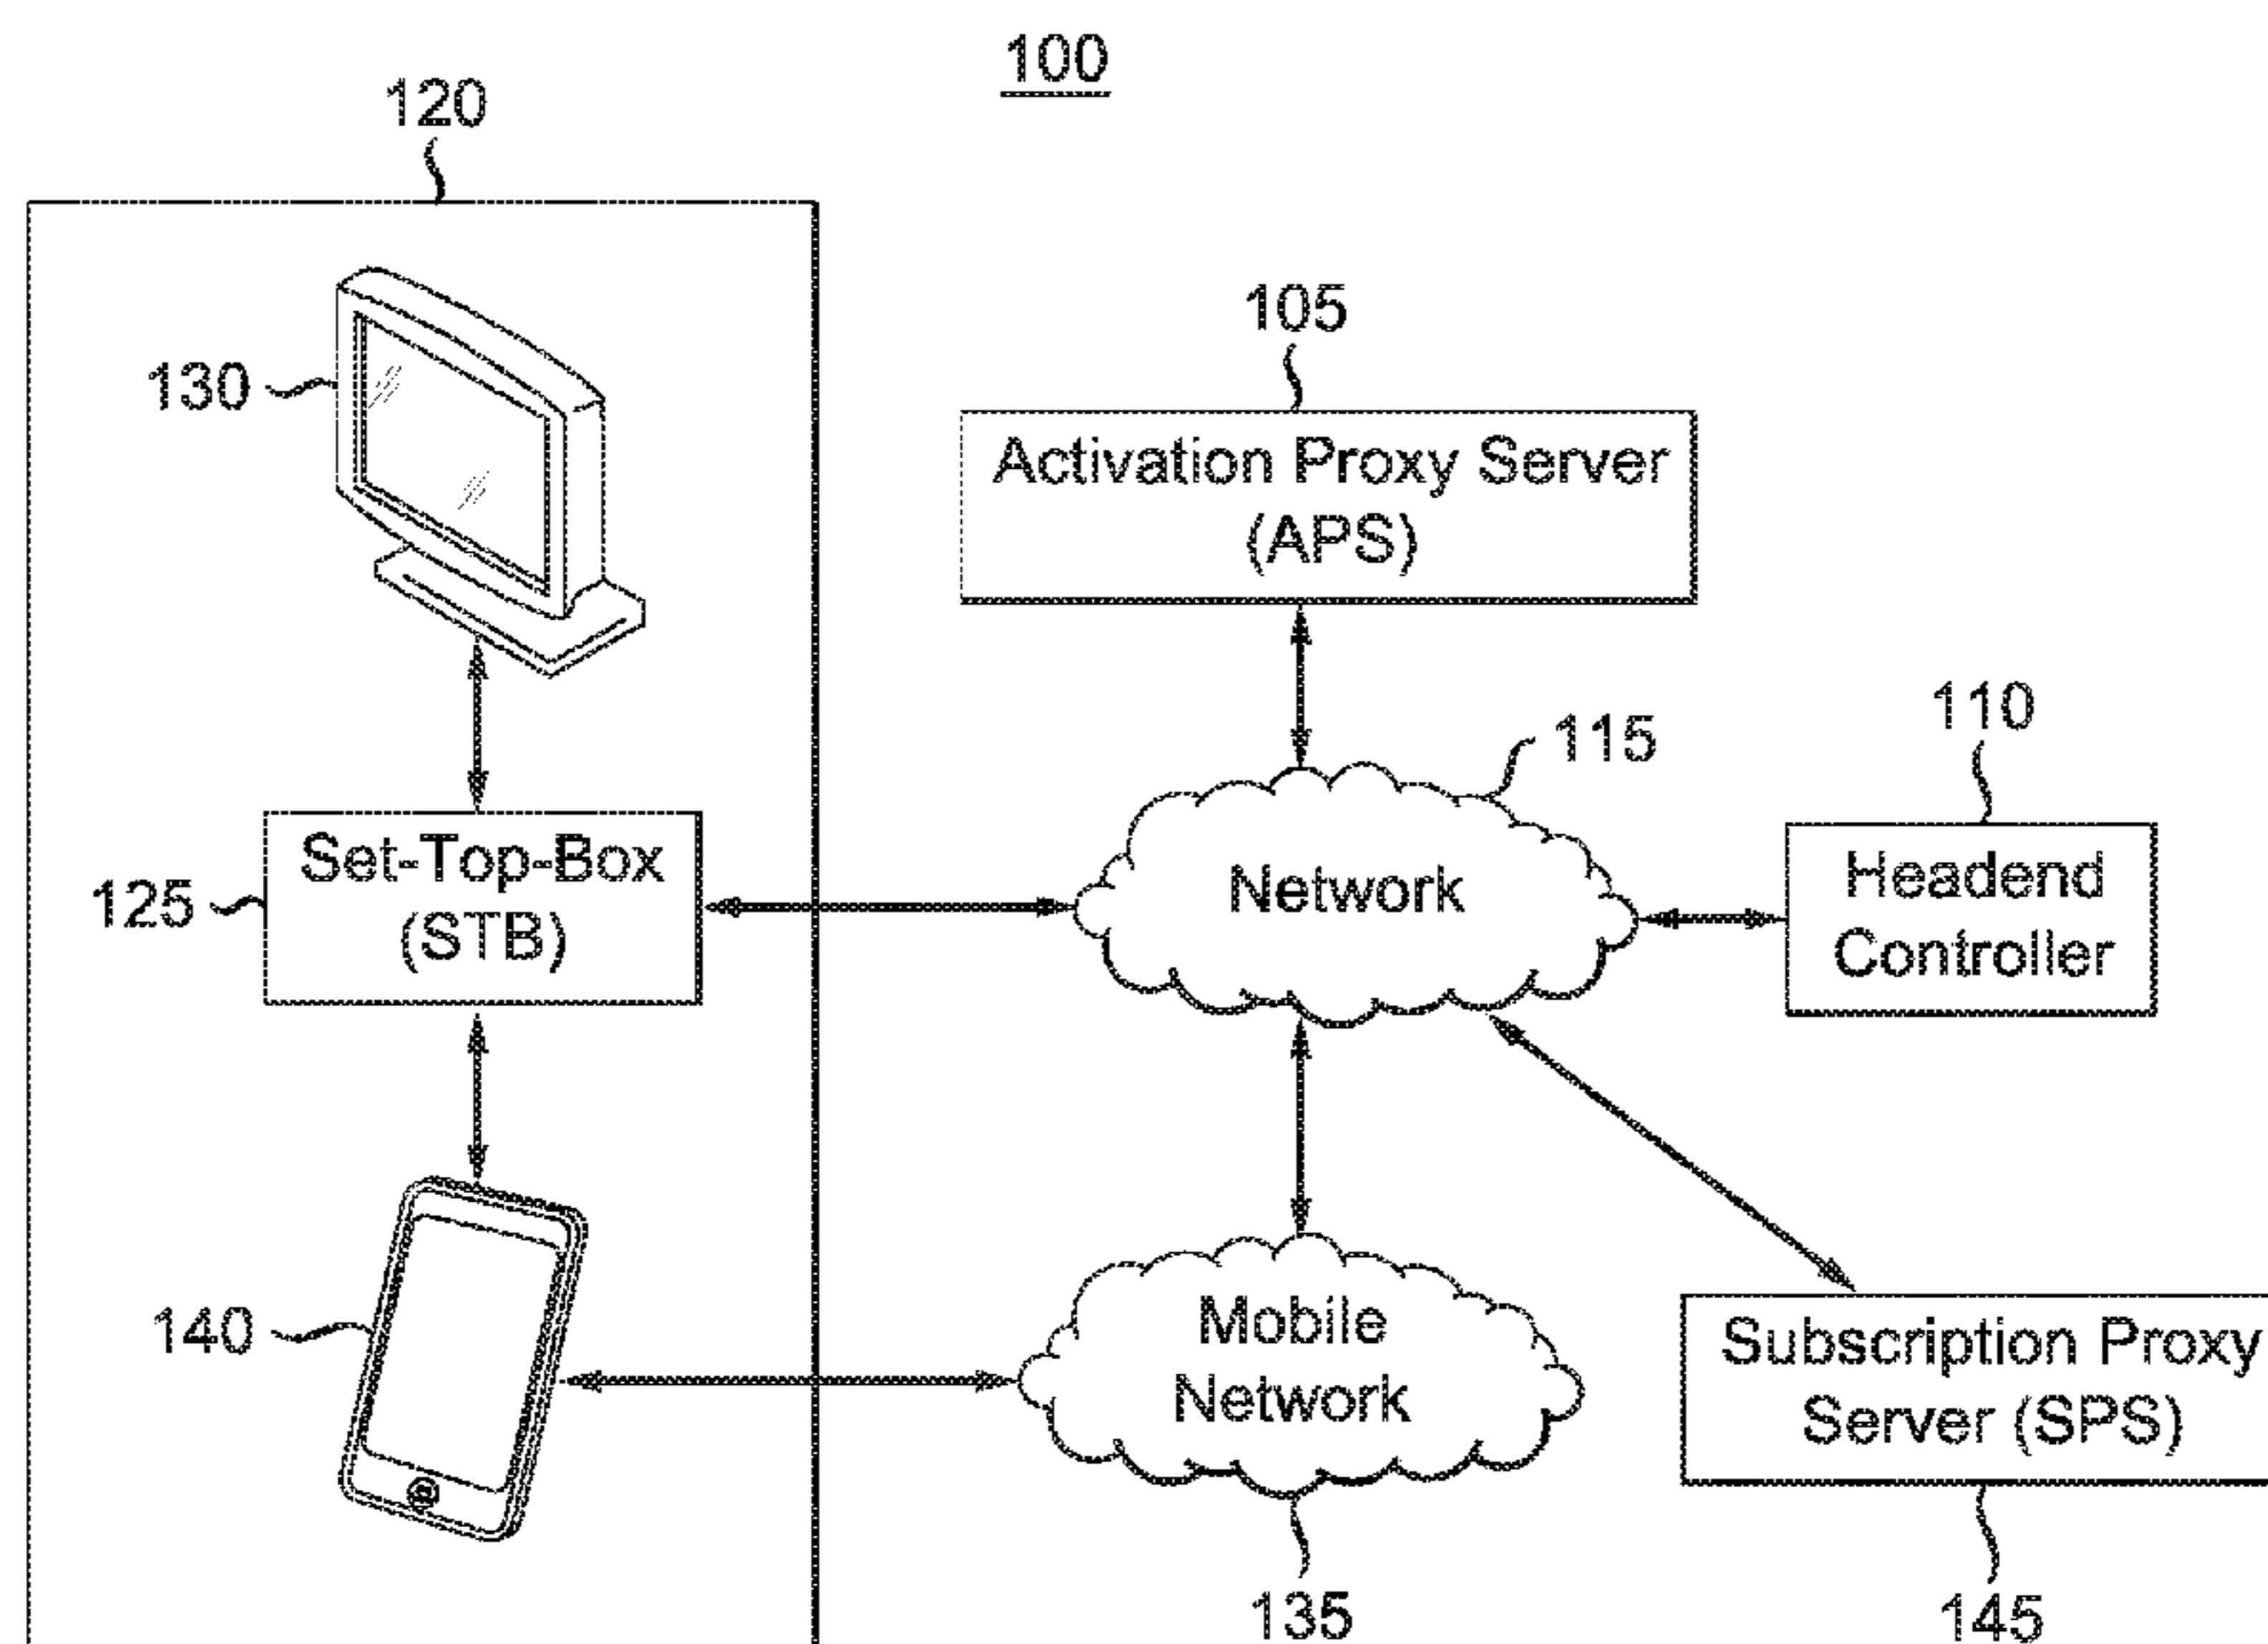 100
120
130
105
Activation Proxy Server
(APS)
115
110
Network
Headend
Controller
Set-Top-Box
(STB)
125
140
Mobile
Network
Subscription Proxy
Server (SPS)
135
145